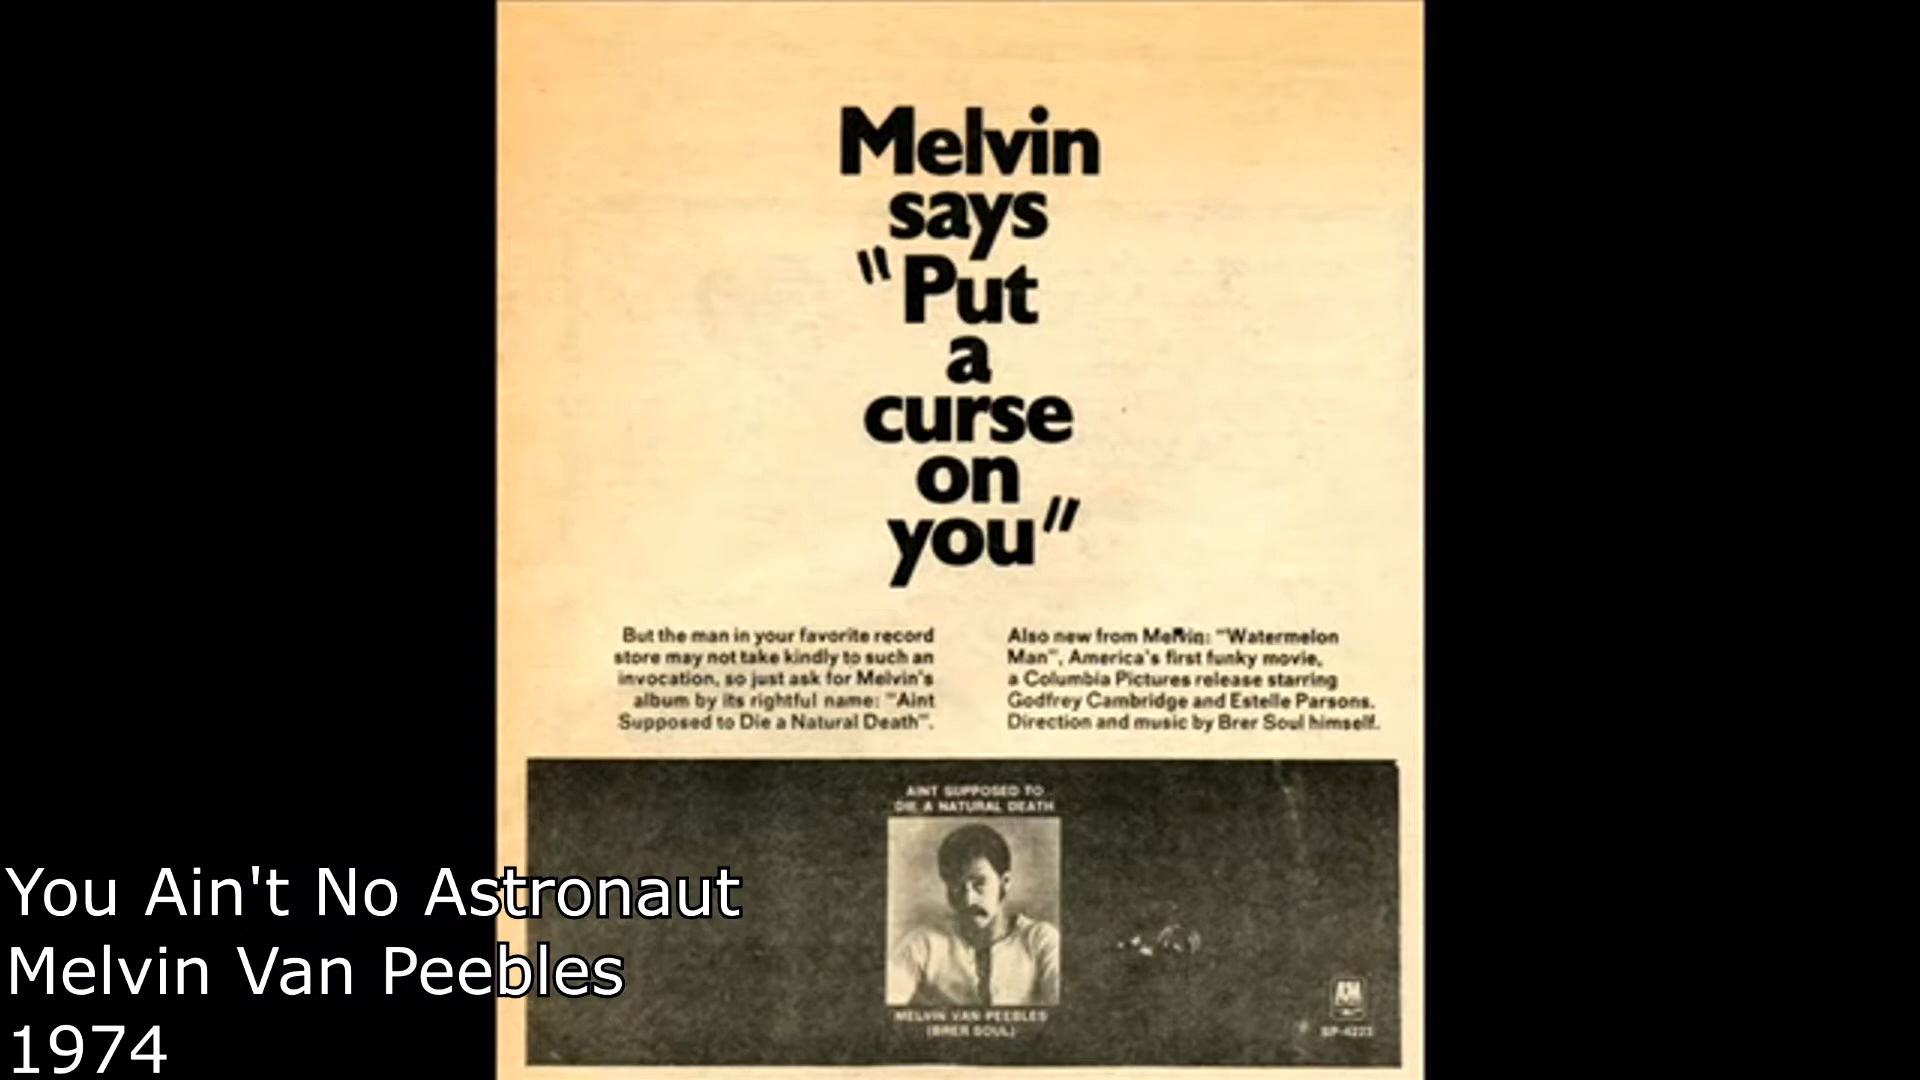 Melvin
says
"Put
a
curse
on
you"
But the man in your favorite record
store may not take kindly to such an
invocation, so just ask for Melvin's
album by its rightful name: "Aint
Supposed to Die a Natural Death".
Also new from Melvin: "Watermelon
Man", America's first funky movie,
a Columbia Pictures release starring
Godfrey Cambridge and Estelle Parsons.
Direction and music by Brer Soul himself.
AINT SUPPOSED TO
DIE A NATURAL DEATH
MELVIN VAN PEEBLES
(BRER SOUL)
A&M
SP-4223
You Ain't No Astronaut
Melvin Van Peebles
1974